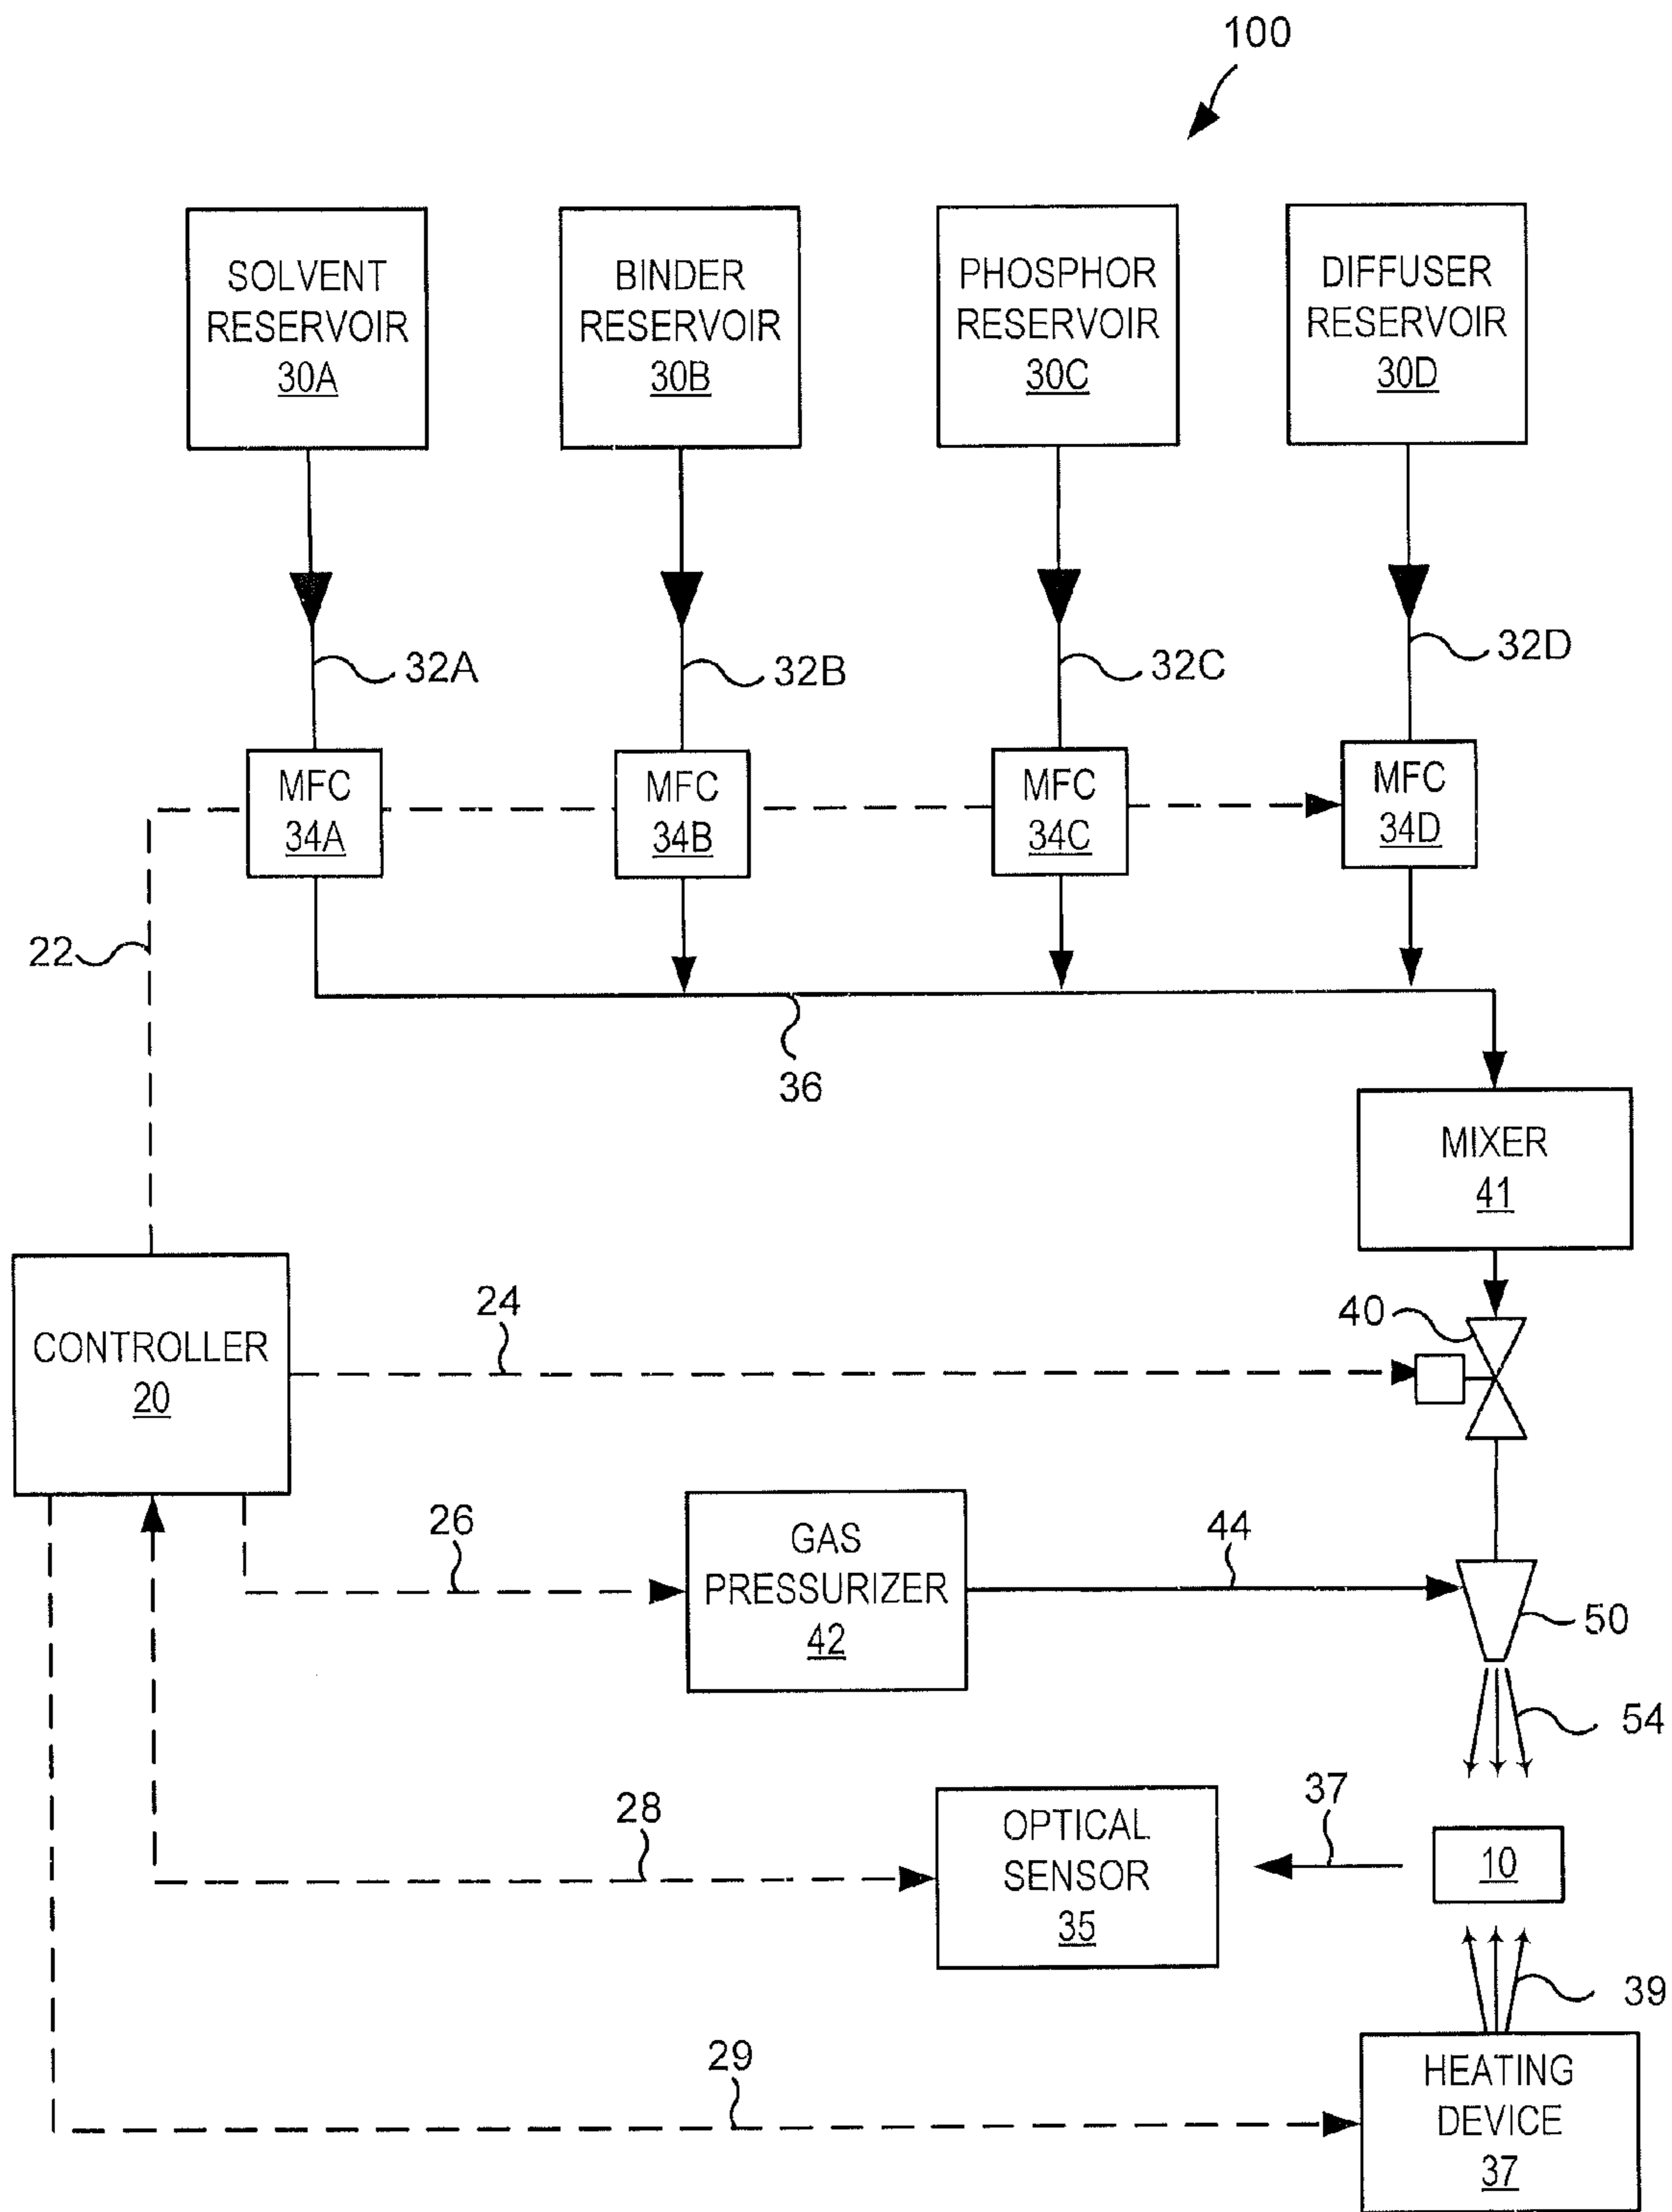 100
SOLVENT
RESERVOIR
30A
BINDER
RESERVOIR
30B
PHOSPHOR
RESERVOIR
30C
DIFFUSER
RESERVOIR
30D
32A
32B
32C
32D
MFC
34A
MFC
34B
MFC
34C
MFC
34D
22
36
MIXER
41
CONTROLLER
20
24
40
26
GAS
PRESSURIZER
42
44
50
54
28
OPTICAL
SENSOR
35
37
10
39
29
HEATING
DEVICE
37